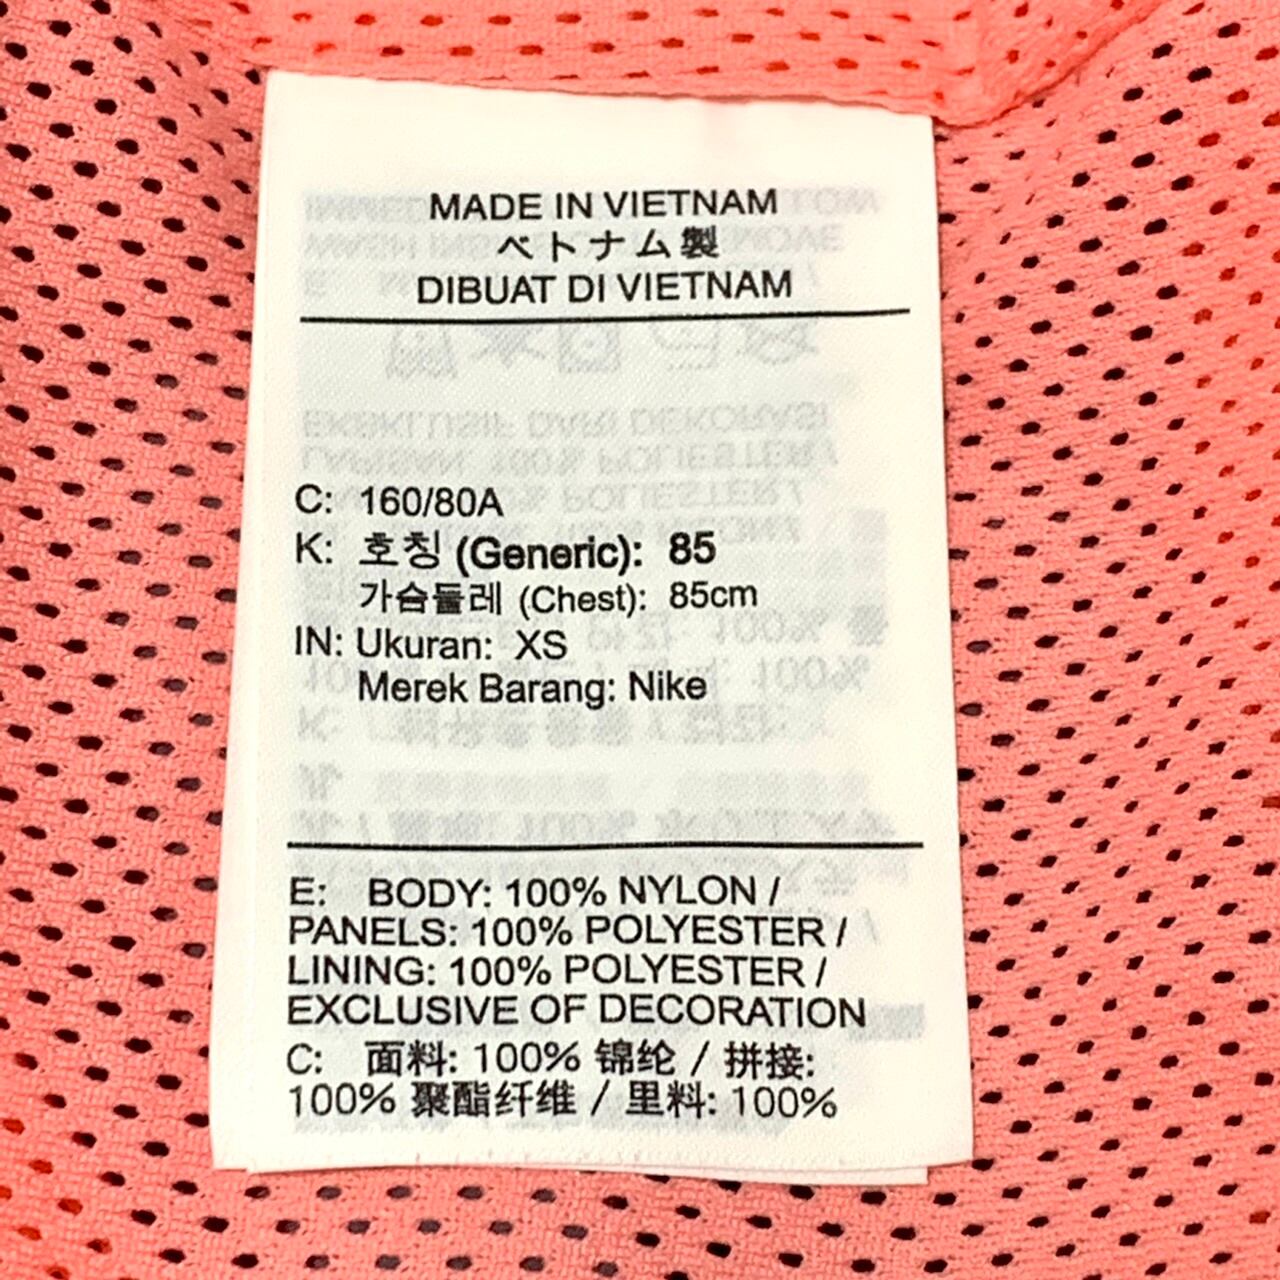 MADE IN VIETNAM
ベトナム製
DIBUAT DI VIETNAM
C: 160/80A
K: 호칭 (Generic): 85
가슴둘레 (Chest): 85cm
IN: Ukuran: XS
Merek Barang: Nike
E: BODY: 100% NYLON /
PANELS: 100% POLYESTER /
LINING: 100% POLYESTER /
EXCLUSIVE OF DECORATION
C: 面料: 100% 锦纶 / 拼接:
100% 聚酯纤维 / 里料: 100%